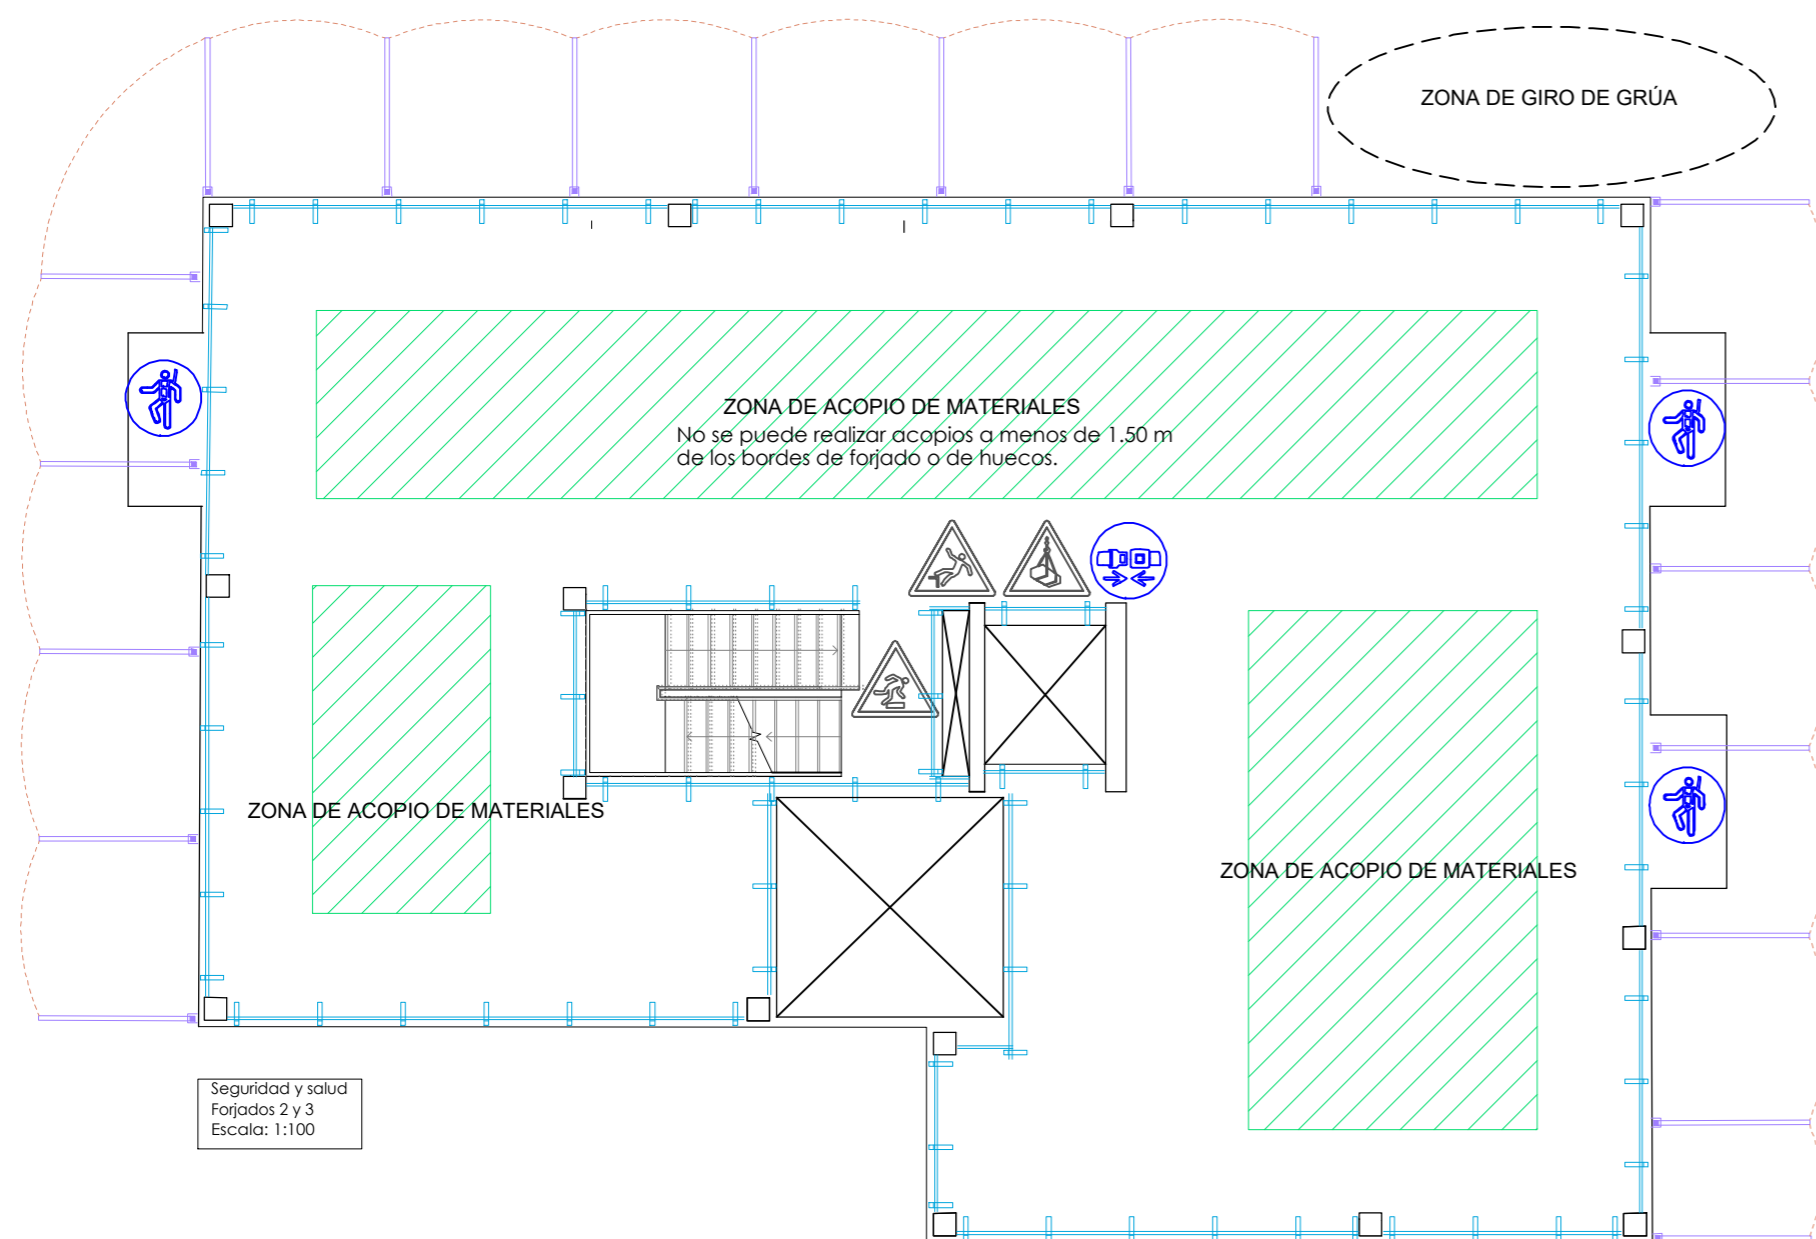 ZONA DE GIRO DE GRÚA
ZONA DE ACOPIO DE MATERIALES
No se puede realizar acopios a menos de 1.50 m
de los bordes de forjado o de huecos.
ZONA DE ACOPIO DE MATERIALES
ZONA DE ACOPIO DE MATERIALES
Seguridad y salud
Forjados 2 y 3
Escala: 1:100